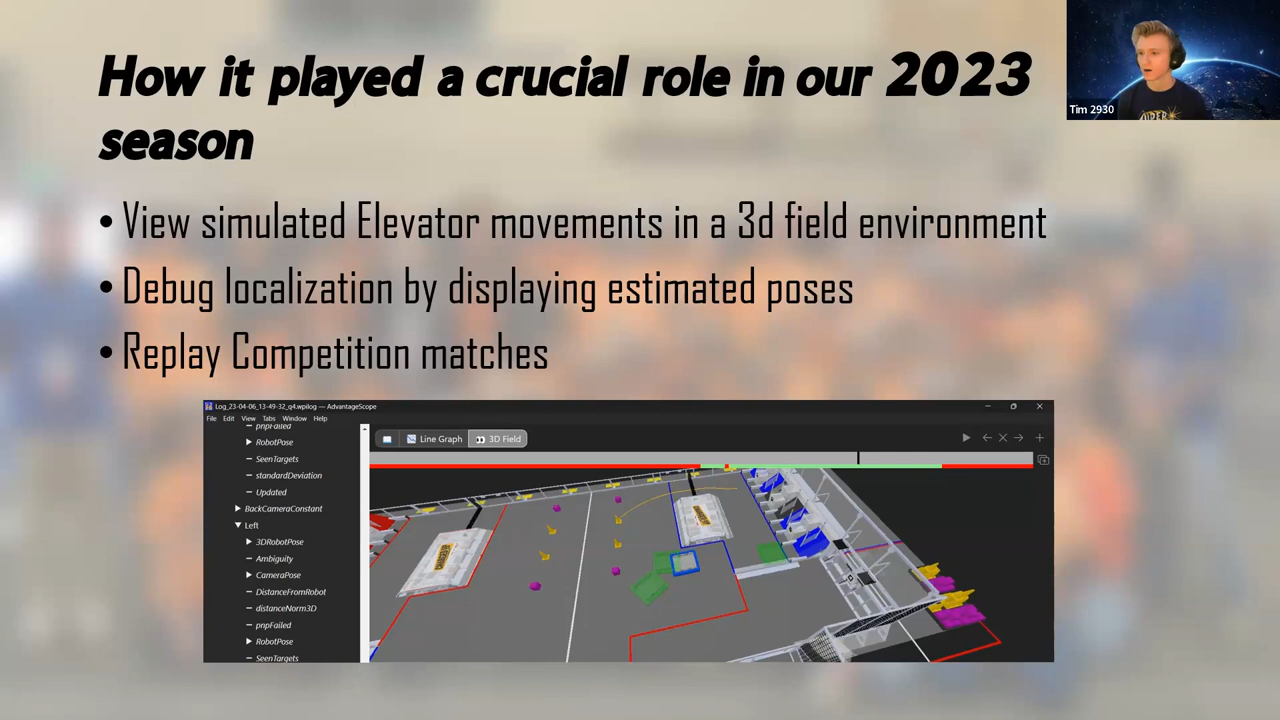 How it played a crucial role in our 2023
season
Tim 2930
• View simulated Elevator movements in a 3d field environment
• Debug localization by displaying estimated poses
• Replay Competition matches
Log_23-04-06_13-49-32_q4.wpilog — AdvantageScope
File Edit View Tabs Window Help
pnpFailed
RobotPose
SeenTargets
standardDeviation
Updated
BackCameraConstant
Left
3DRobotPose
Ambiguity
CameraPose
DistanceFromRobot
distanceNorm3D
pnpFailed
RobotPose
SeenTargets
Line Graph
3D Field